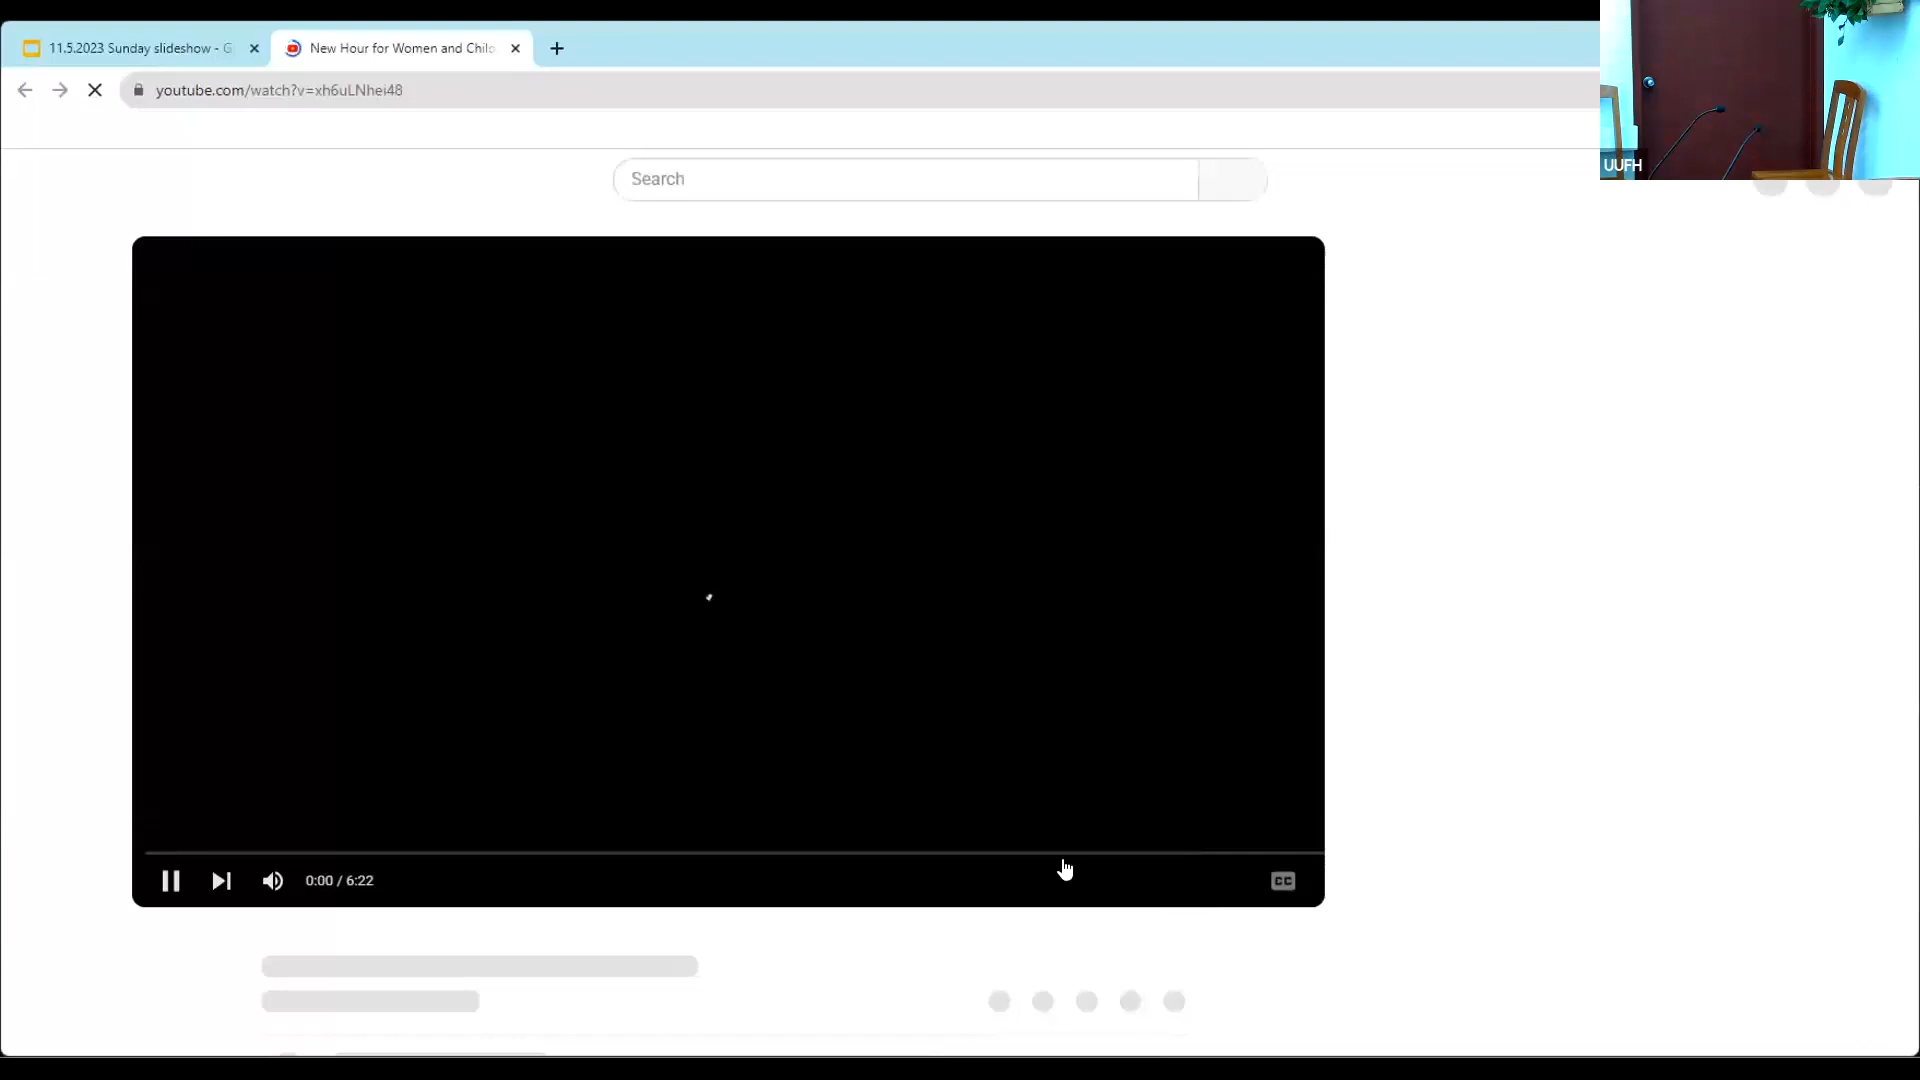 11.5.2023 Sunday slideshow - G
New Hour for Women and Chil
youtube.com/watch?v=xh6uLNhei48
UUFH
Search
0:00 / 6:22
CC